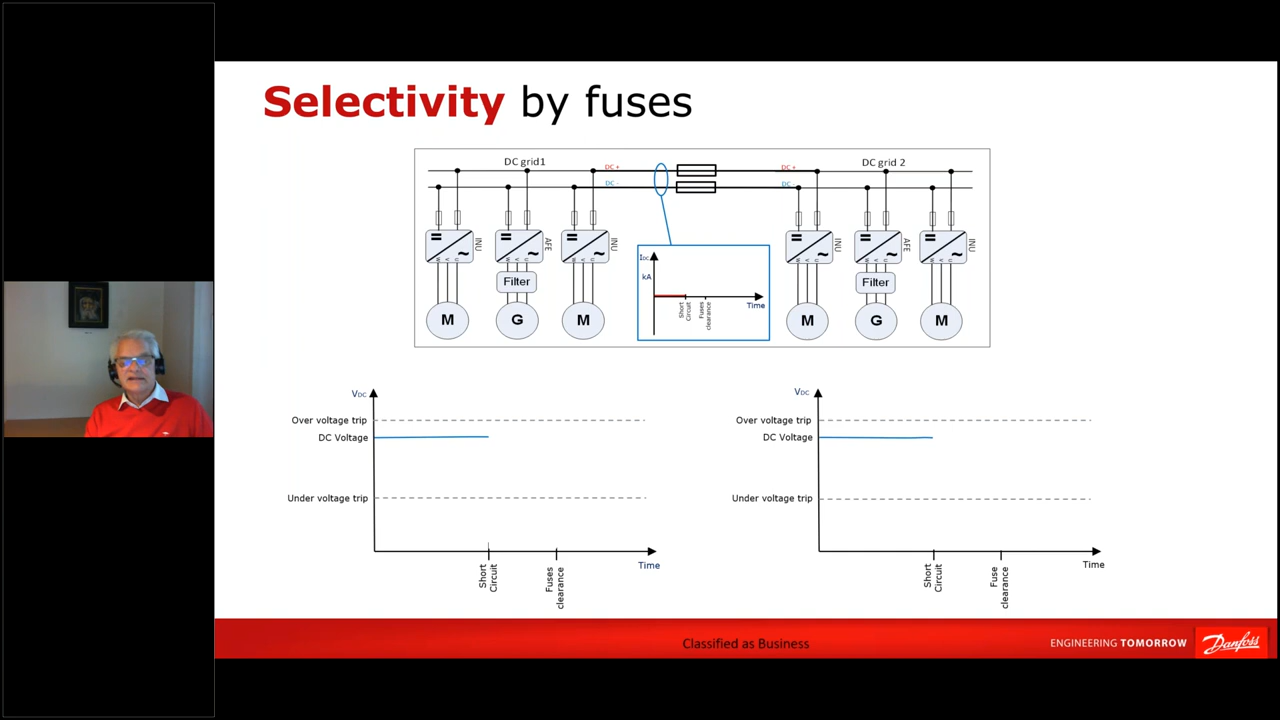 Selectivity by fuses
DC grid1
DC grid 2
DC +
DC +
DC -
DC -
INU
AFE
INU
INU
AFE
INU
W V U
W V U
W V U
W V U
W V U
W V U
Filter
Filter
M
G
M
M
G
M
IDC
kA
Time
Short
Circuit
Fuses
clearance
VDC
Over voltage trip
DC Voltage
Under voltage trip
Short
Circuit
Fuses
clearance
Time
VDC
Over voltage trip
DC Voltage
Under voltage trip
Short
Circuit
Fuse
clearance
Time
Classified as Business
ENGINEERING TOMORROW
Danfoss